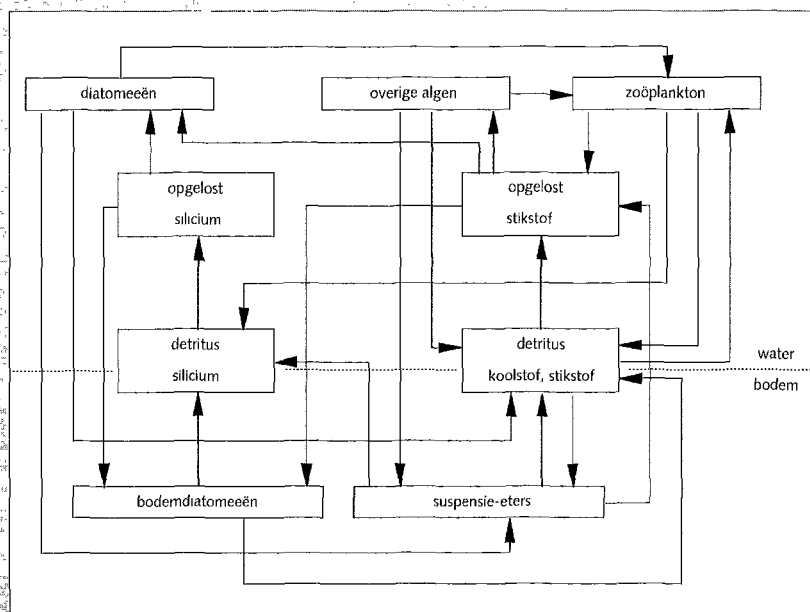 diatomeeën
overige algen
zoöplankton
opgelost
silicium
opgelost
stikstof
detritus
silicium
detritus
koolstof, stikstof
water
bodem
bodemdiatomeeën
suspensie-eters